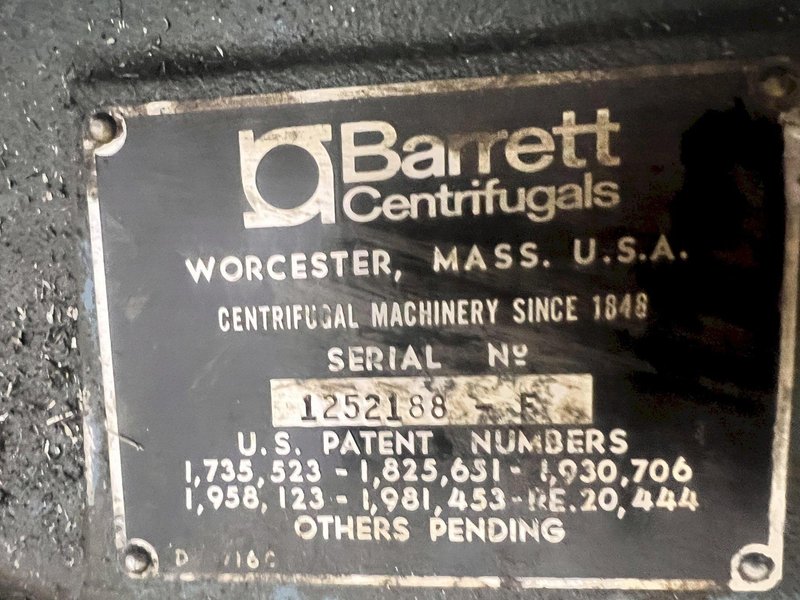 Barrett
Centrifugals
WORCESTER, MASS. U.S.A.
CENTRIFUGAL MACHINERY SINCE 1848
SERIAL Nº
1252188 - F
U.S. PATENT NUMBERS
1,735,523 - 1,825,651 - 1,930,706
1,958,123 - 1,981,453 - RE.20,444
OTHERS PENDING